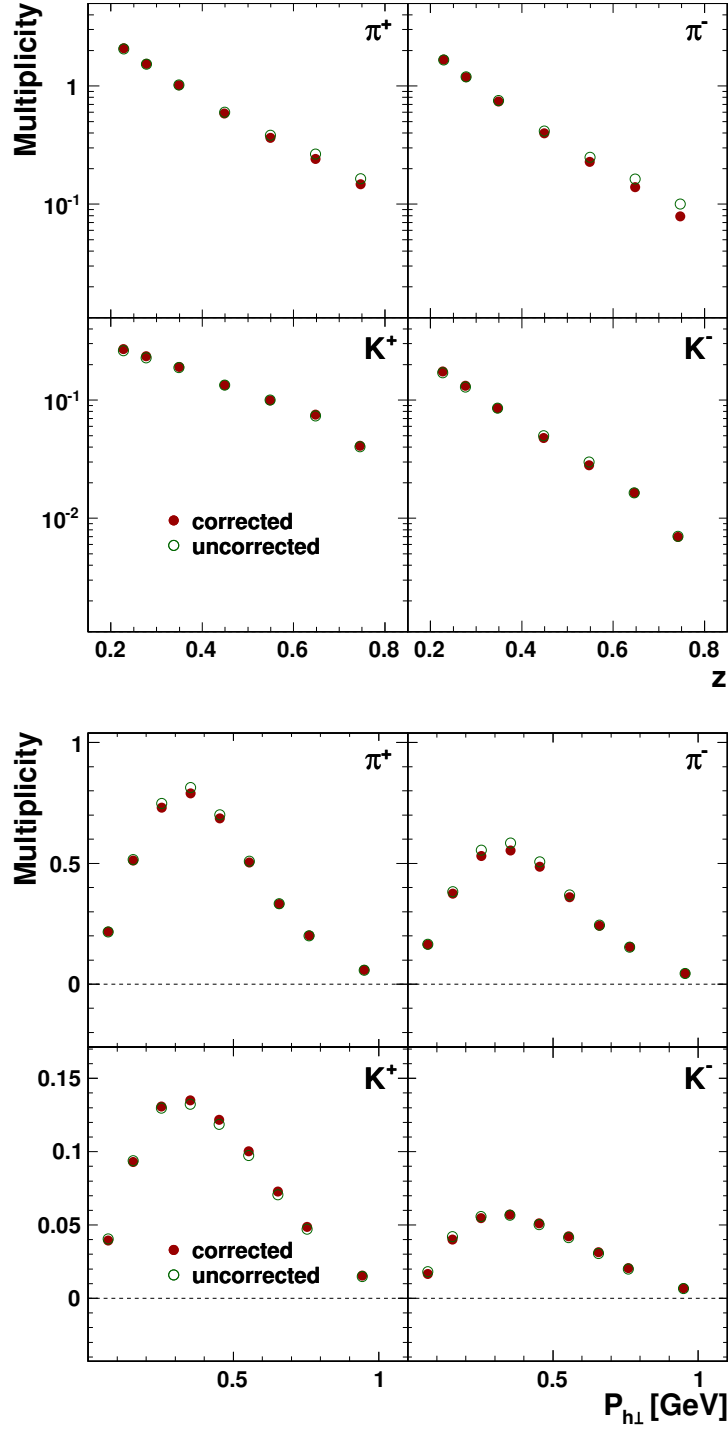 Multiplicity
π⁺
π⁻
1
10⁻¹
K⁺
K⁻
10⁻¹
10⁻²
corrected
uncorrected
0.2 0.4 0.6 0.8 0.2 0.4 0.6 0.8
z
Multiplicity
1
π⁺
π⁻
0.5
0
K⁺
K⁻
0.15
0.1
0.05
0
corrected
uncorrected
0.5 1 0.5 1
P_h⊥ [GeV]